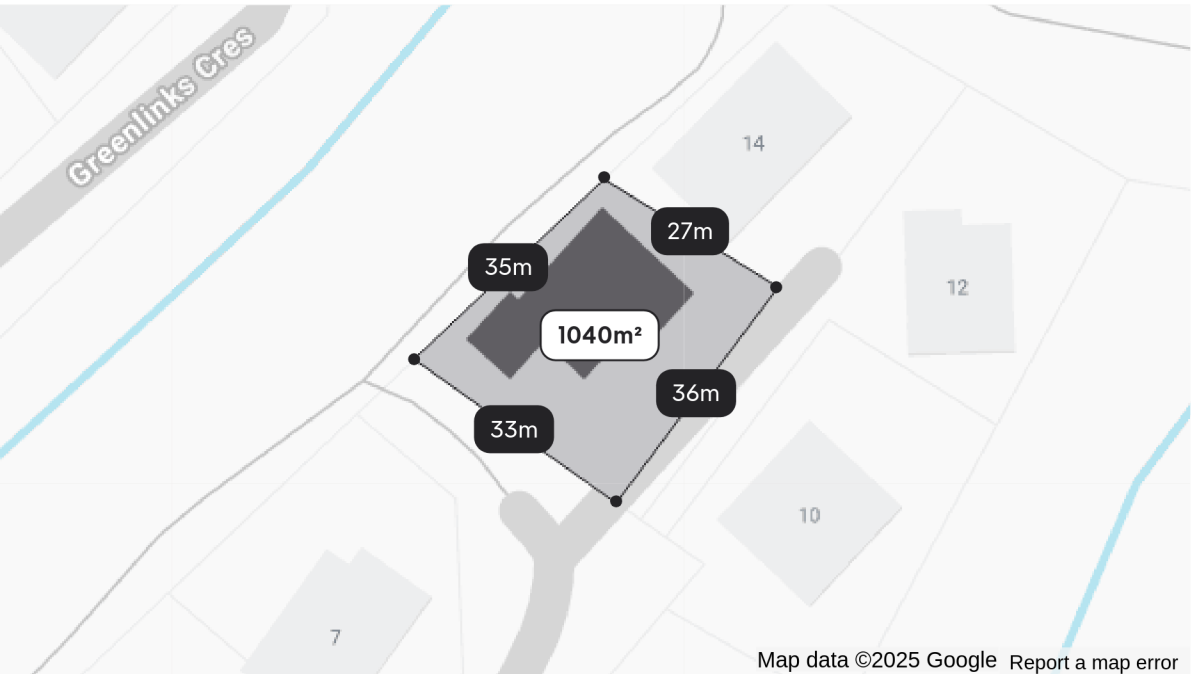 Greenlinks Cres
14
27m
35m
12
1040m²
36m
33m
10
7
Map data ©2025 Google
Report a map error